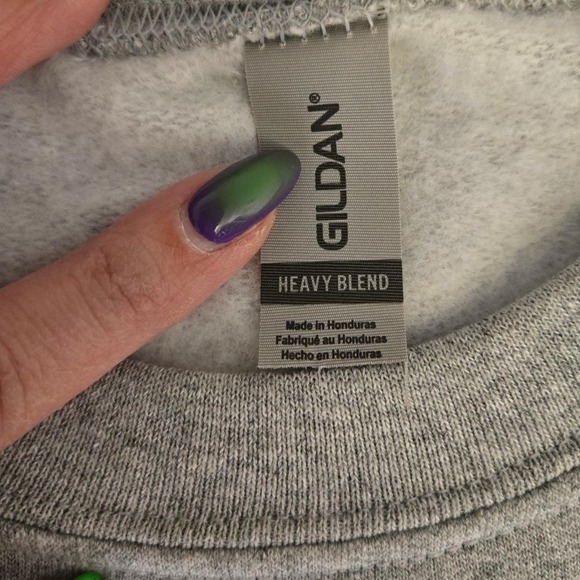 GILDAN®
HEAVY BLEND
Made in Honduras
Fabriqué au Honduras
Hecho en Honduras